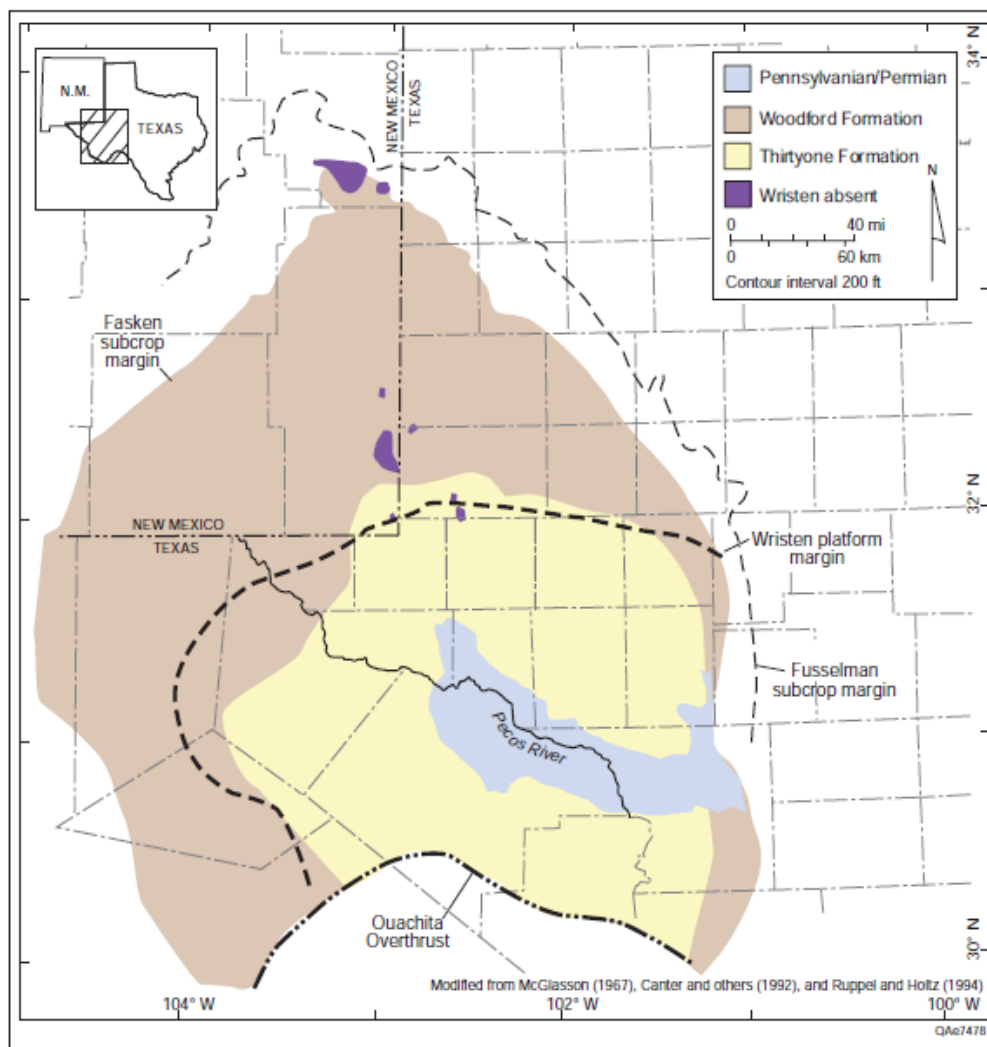 N.M.
TEXAS
NEW MEXICO
TEXAS
Pennsylvanian/Permian
Woodford Formation
Thirtyone Formation
Wristen absent
N
0 40 mi
0 60 km
Contour interval 200 ft
34° N
Fasken
subcrop
margin
32° N
NEW MEXICO
TEXAS
Wristen platform
margin
Fusselman
subcrop margin
Pecos River
Ouachita
Overthrust
30° N
Modified from McGlasson (1967), Canter and others (1992), and Ruppel and Holtz (1994)
104° W
102° W
100° W
QAe7478